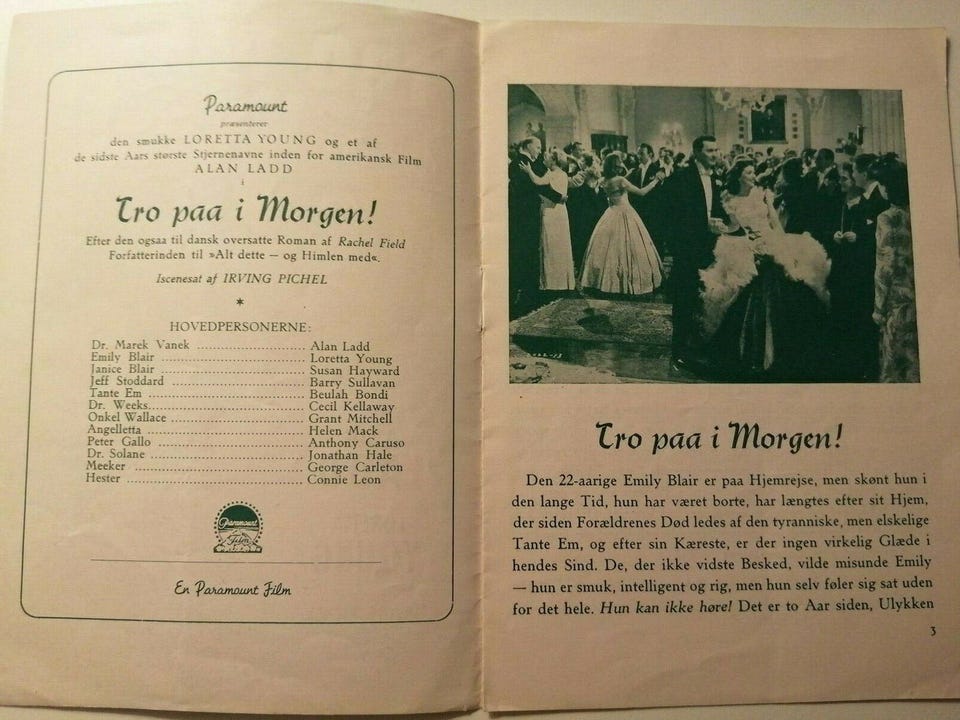 Paramount
præsenterer
den smukke LORETTA YOUNG og et af
de sidste Aars største Stjernenavne inden for amerikansk Film
ALAN LADD
i
Tro paa i Morgen!
Efter den ogsaa til dansk oversatte Roman af Rachel Field
Forfatterinden til »Alt dette — og Himlen med«.
Iscenesat af IRVING PICHEL
*
HOVEDPERSONERNE:
Dr. Marek Vanek .......................... Alan Ladd
Emily Blair .......................... Loretta Young
Janice Blair .......................... Susan Hayward
Jeff Stoddard .......................... Barry Sullavan
Tante Em .......................... Beulah Bondi
Dr. Weeks .......................... Cecil Kellaway
Onkel Wallace .......................... Grant Mitchell
Angelletta .......................... Helen Mack
Peter Gallo .......................... Anthony Caruso
Dr. Solane .......................... Jonathan Hale
Meeker .......................... George Carleton
Hester .......................... Connie Leon
Paramount
Film
En Paramount Film
Tro paa i Morgen!
Den 22-aarige Emily Blair er paa Hjemrejse, men skønt hun i
den lange Tid, hun har været borte, har længtes efter sit Hjem,
der siden Forældrenes Død ledes af den tyranniske, men elskelige
Tante Em, og efter sin Kæreste, er der ingen virkelig Glæde i
hendes Sind. De, der ikke vidste Besked, vilde misunde Emily
— hun er smuk, intelligent og rig, men hun selv føler sig sat uden
for det hele. Hun kan ikke høre! Det er to Aar siden, Ulykken
3